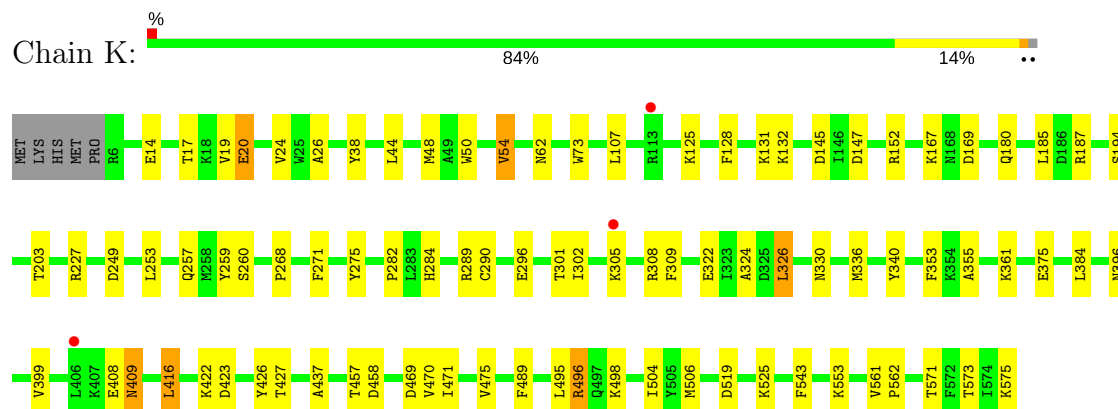 %
Chain K:
84% 14% ••
MET LYS HIS MET PRO R6 E14 T17 K18 V19 E20 V24 W25 A26 Y38 L44 M48 A49 W50 V54 N62 W73 L107 R113 K125 F128 K131 K132 D145 I146 D147 R152 K167 N168 D169 Q180 L185 D186 R187 S194
T203 R227 D249 L253 Q257 M258 Y259 S260 P268 F271 Y275 P282 L283 H284 R289 C290 E296 T301 I302 K305 R308 F309 E322 I323 A324 D325 L326 N330 M336 Y340 F353 K354 A355 K361 E375 L384 N396
V399 L406 K407 E408 N409 L416 K422 D423 Y426 T427 A437 T457 D458 D469 V470 I471 V475 F489 L495 R496 Q497 K498 I504 Y505 M506 D519 K525 F543 K553 V561 P562 T571 F572 T573 I574 K575